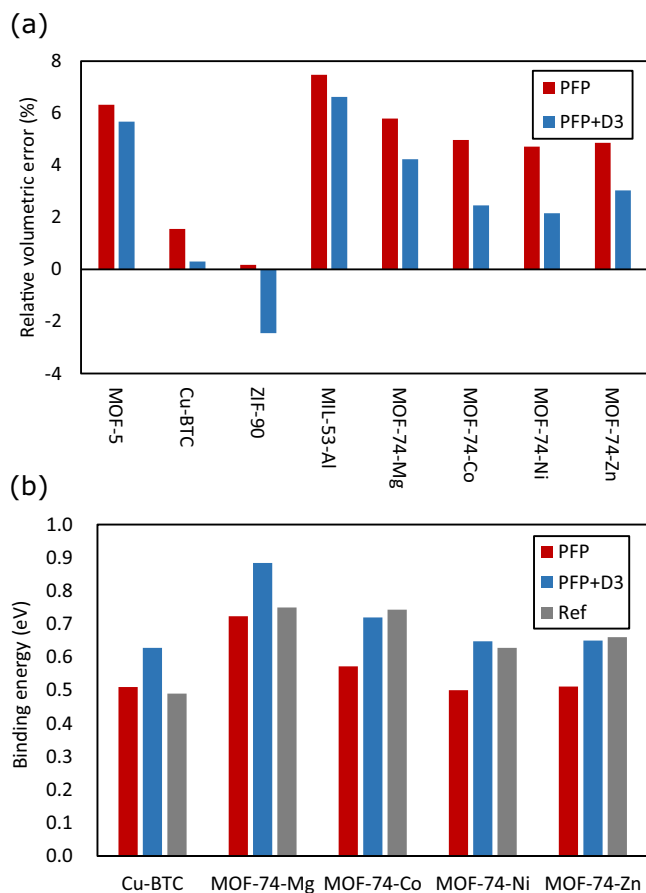 (a)
Relative volumetric error (%)
8
6
4
2
0
-2
-4
PFP
PFP+D3
MOF-5
Cu-BTC
ZIF-90
MIL-53-Al
MOF-74-Mg
MOF-74-Co
MOF-74-Ni
MOF-74-Zn
(b)
Binding energy (eV)
1.0
0.9
0.8
0.7
0.6
0.5
0.4
0.3
0.2
0.1
0.0
PFP
PFP+D3
Ref
Cu-BTC MOF-74-Mg MOF-74-Co MOF-74-Ni MOF-74-Zn